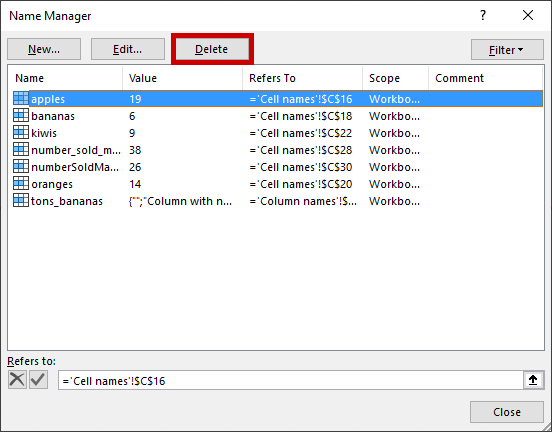 Name Manager ? ×
New... Edit... Delete Filter
Name Value Refers To Scope Comment
apples 19 ='Cell names'!$C$16 Workbo...
bananas 6 ='Cell names'!$C$18 Workbo...
kiwis 9 ='Cell names'!$C$22 Workbo...
number_sold_m... 38 ='Cell names'!$C$28 Workbo...
numberSoldMa... 26 ='Cell names'!$C$30 Workbo...
oranges 14 ='Cell names'!$C$20 Workbo...
tons_bananas {"";"Column with n... ='Column names'!$... Workbo...
Refers to:
='Cell names'!$C$16
Close